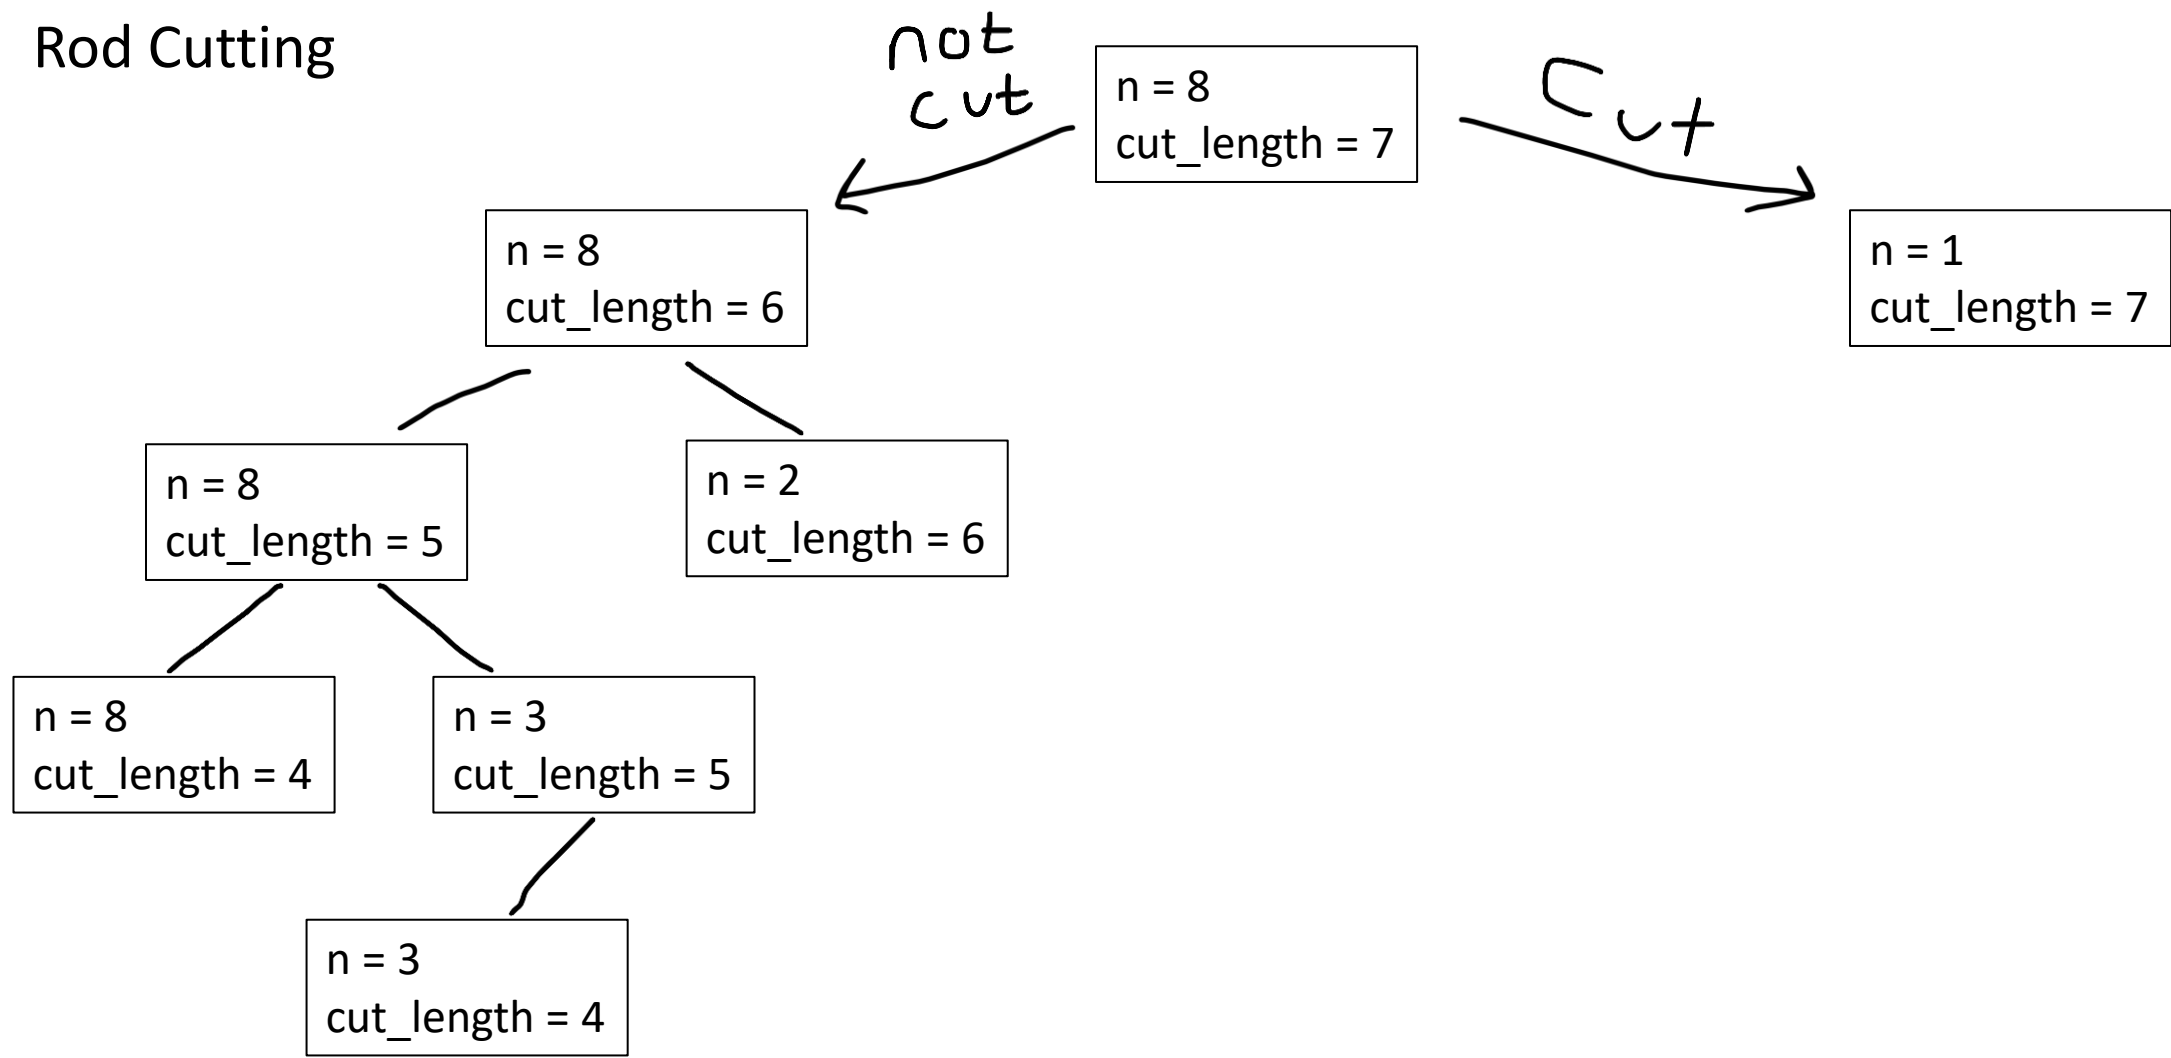 Rod Cutting
not
cut
n = 8
cut_length = 7
Cut
n = 8
cut_length = 6
n = 1
cut_length = 7
n = 8
cut_length = 5
n = 2
cut_length = 6
n = 8
cut_length = 4
n = 3
cut_length = 5
n = 3
cut_length = 4